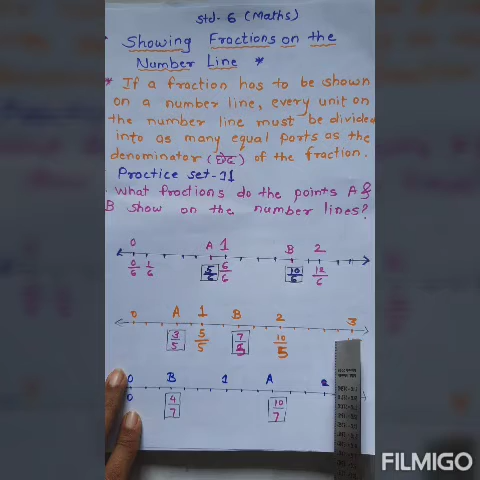 Std- 6 (Maths)
* Showing Fractions on the
Number Line *
* If a fraction has to be shown
on a number line, every unit on
the number line must be divided
into as many equal parts as the
denominator (छेद) of the fraction.
Practice set-11
. What fractions do the points A &
B show on the number lines?
0 A 1 B 2
0/6 1/6 5/6 6/6 10/6 12/6
0 A 1 B 2 3
3/5 5/5 7/5 10/5
0 B 1 A 2
0 4/7 10/7
FILMIGO